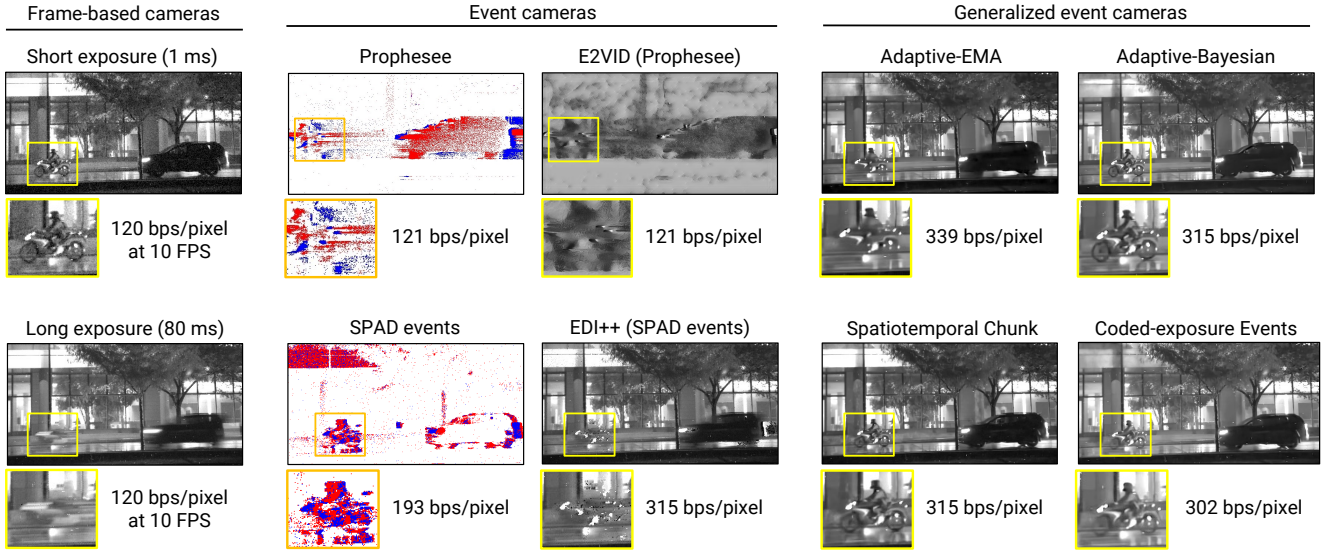 Frame-based cameras
Event cameras
Generalized event cameras
Short exposure (1 ms)
Prophesee
E2VID (Prophesee)
Adaptive-EMA
Adaptive-Bayesian
120 bps/pixel
at 10 FPS
121 bps/pixel
121 bps/pixel
339 bps/pixel
315 bps/pixel
Long exposure (80 ms)
SPAD events
EDI++ (SPAD events)
Spatiotemporal Chunk
Coded-exposure Events
120 bps/pixel
at 10 FPS
193 bps/pixel
315 bps/pixel
315 bps/pixel
302 bps/pixel